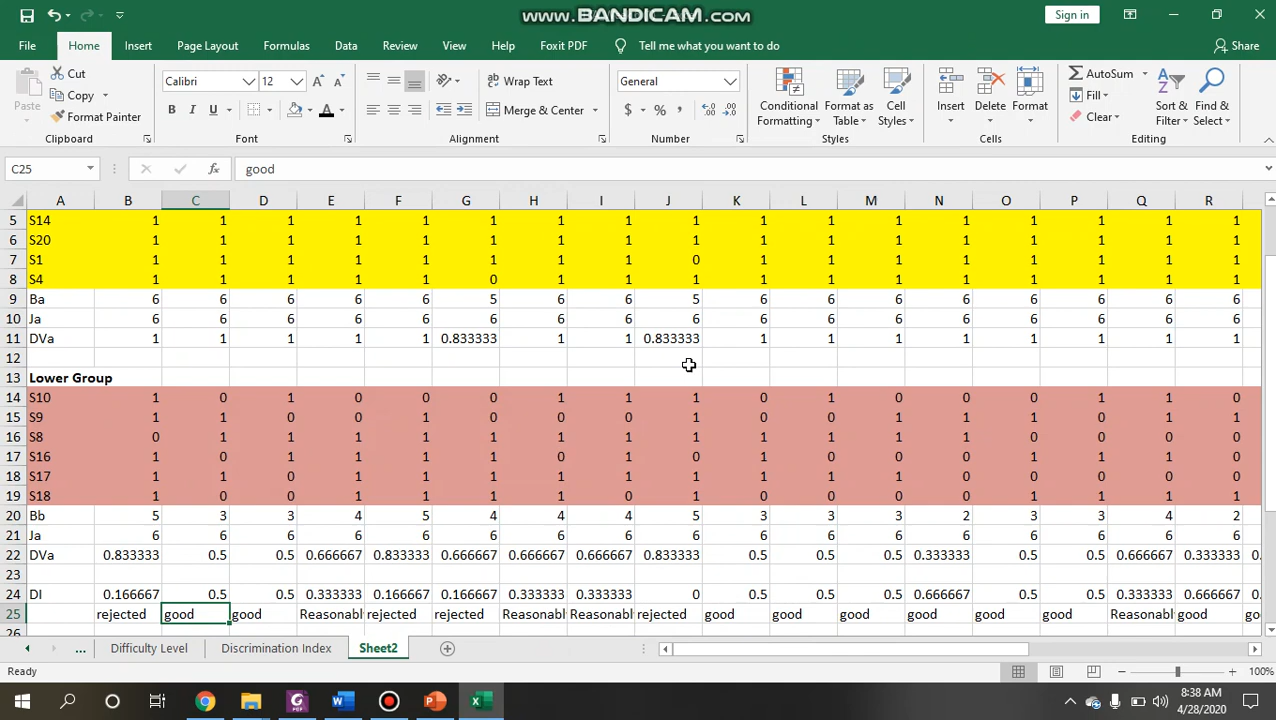 www.BANDICAM.com
Sign in
File Home Insert Page Layout Formulas Data Review View Help Foxit PDF Tell me what you want to do Share
Paste Cut Copy Format Painter Clipboard
Calibri 12 B I U A A A Font
Wrap Text Merge & Center Alignment
General $ % , Number
Conditional Formatting Format as Table Cell Styles Styles
Insert Delete Format Cells
AutoSum Fill Clear Sort & Filter Find & Select Editing
C25 fx good
A B C D E F G H I J K L M N O P Q R
5 S14 1 1 1 1 1 1 1 1 1 1 1 1 1 1 1 1 1
6 S20 1 1 1 1 1 1 1 1 1 1 1 1 1 1 1 1 1
7 S1 1 1 1 1 1 1 1 1 0 1 1 1 1 1 1 1 1
8 S4 1 1 1 1 1 0 1 1 1 1 1 1 1 1 1 1 1
9 Ba 6 6 6 6 6 5 6 6 5 6 6 6 6 6 6 6 6
10 Ja 6 6 6 6 6 6 6 6 6 6 6 6 6 6 6 6 6
11 DVa 1 1 1 1 1 0.833333 1 1 0.833333 1 1 1 1 1 1 1 1
12
13 Lower Group
14 S10 1 0 1 0 0 0 1 1 1 0 1 0 0 0 1 1 0
15 S9 1 1 0 0 1 0 0 1 1 0 0 1 1 0 0 1 1
16 S8 0 1 1 1 1 1 1 1 1 1 1 1 1 0 0 0 0
17 S16 1 0 1 1 1 1 0 1 0 1 0 0 0 1 1 1 0
18 S17 1 1 0 1 1 1 1 0 1 1 1 1 0 1 0 0 0
19 S18 1 0 0 1 1 1 1 0 1 0 0 0 0 1 1 1 1
20 Bb 5 3 3 4 5 4 4 4 5 3 3 3 2 3 3 4 2
21 Ja 6 6 6 6 6 6 6 6 6 6 6 6 6 6 6 6 6
22 DVa 0.833333 0.5 0.5 0.666667 0.833333 0.666667 0.666667 0.666667 0.833333 0.5 0.5 0.5 0.333333 0.5 0.5 0.666667 0.333333 0.
23
24 DI 0.166667 0.5 0.5 0.333333 0.166667 0.166667 0.333333 0.333333 0 0.5 0.5 0.5 0.666667 0.5 0.5 0.333333 0.666667 0.
25 rejected good good Reasonabl rejected rejected Reasonabl Reasonabl rejected good good good good good good Reasonabl good go
26
... Difficulty Level Discrimination Index Sheet2
Ready 100%
8:38 AM
4/28/2020